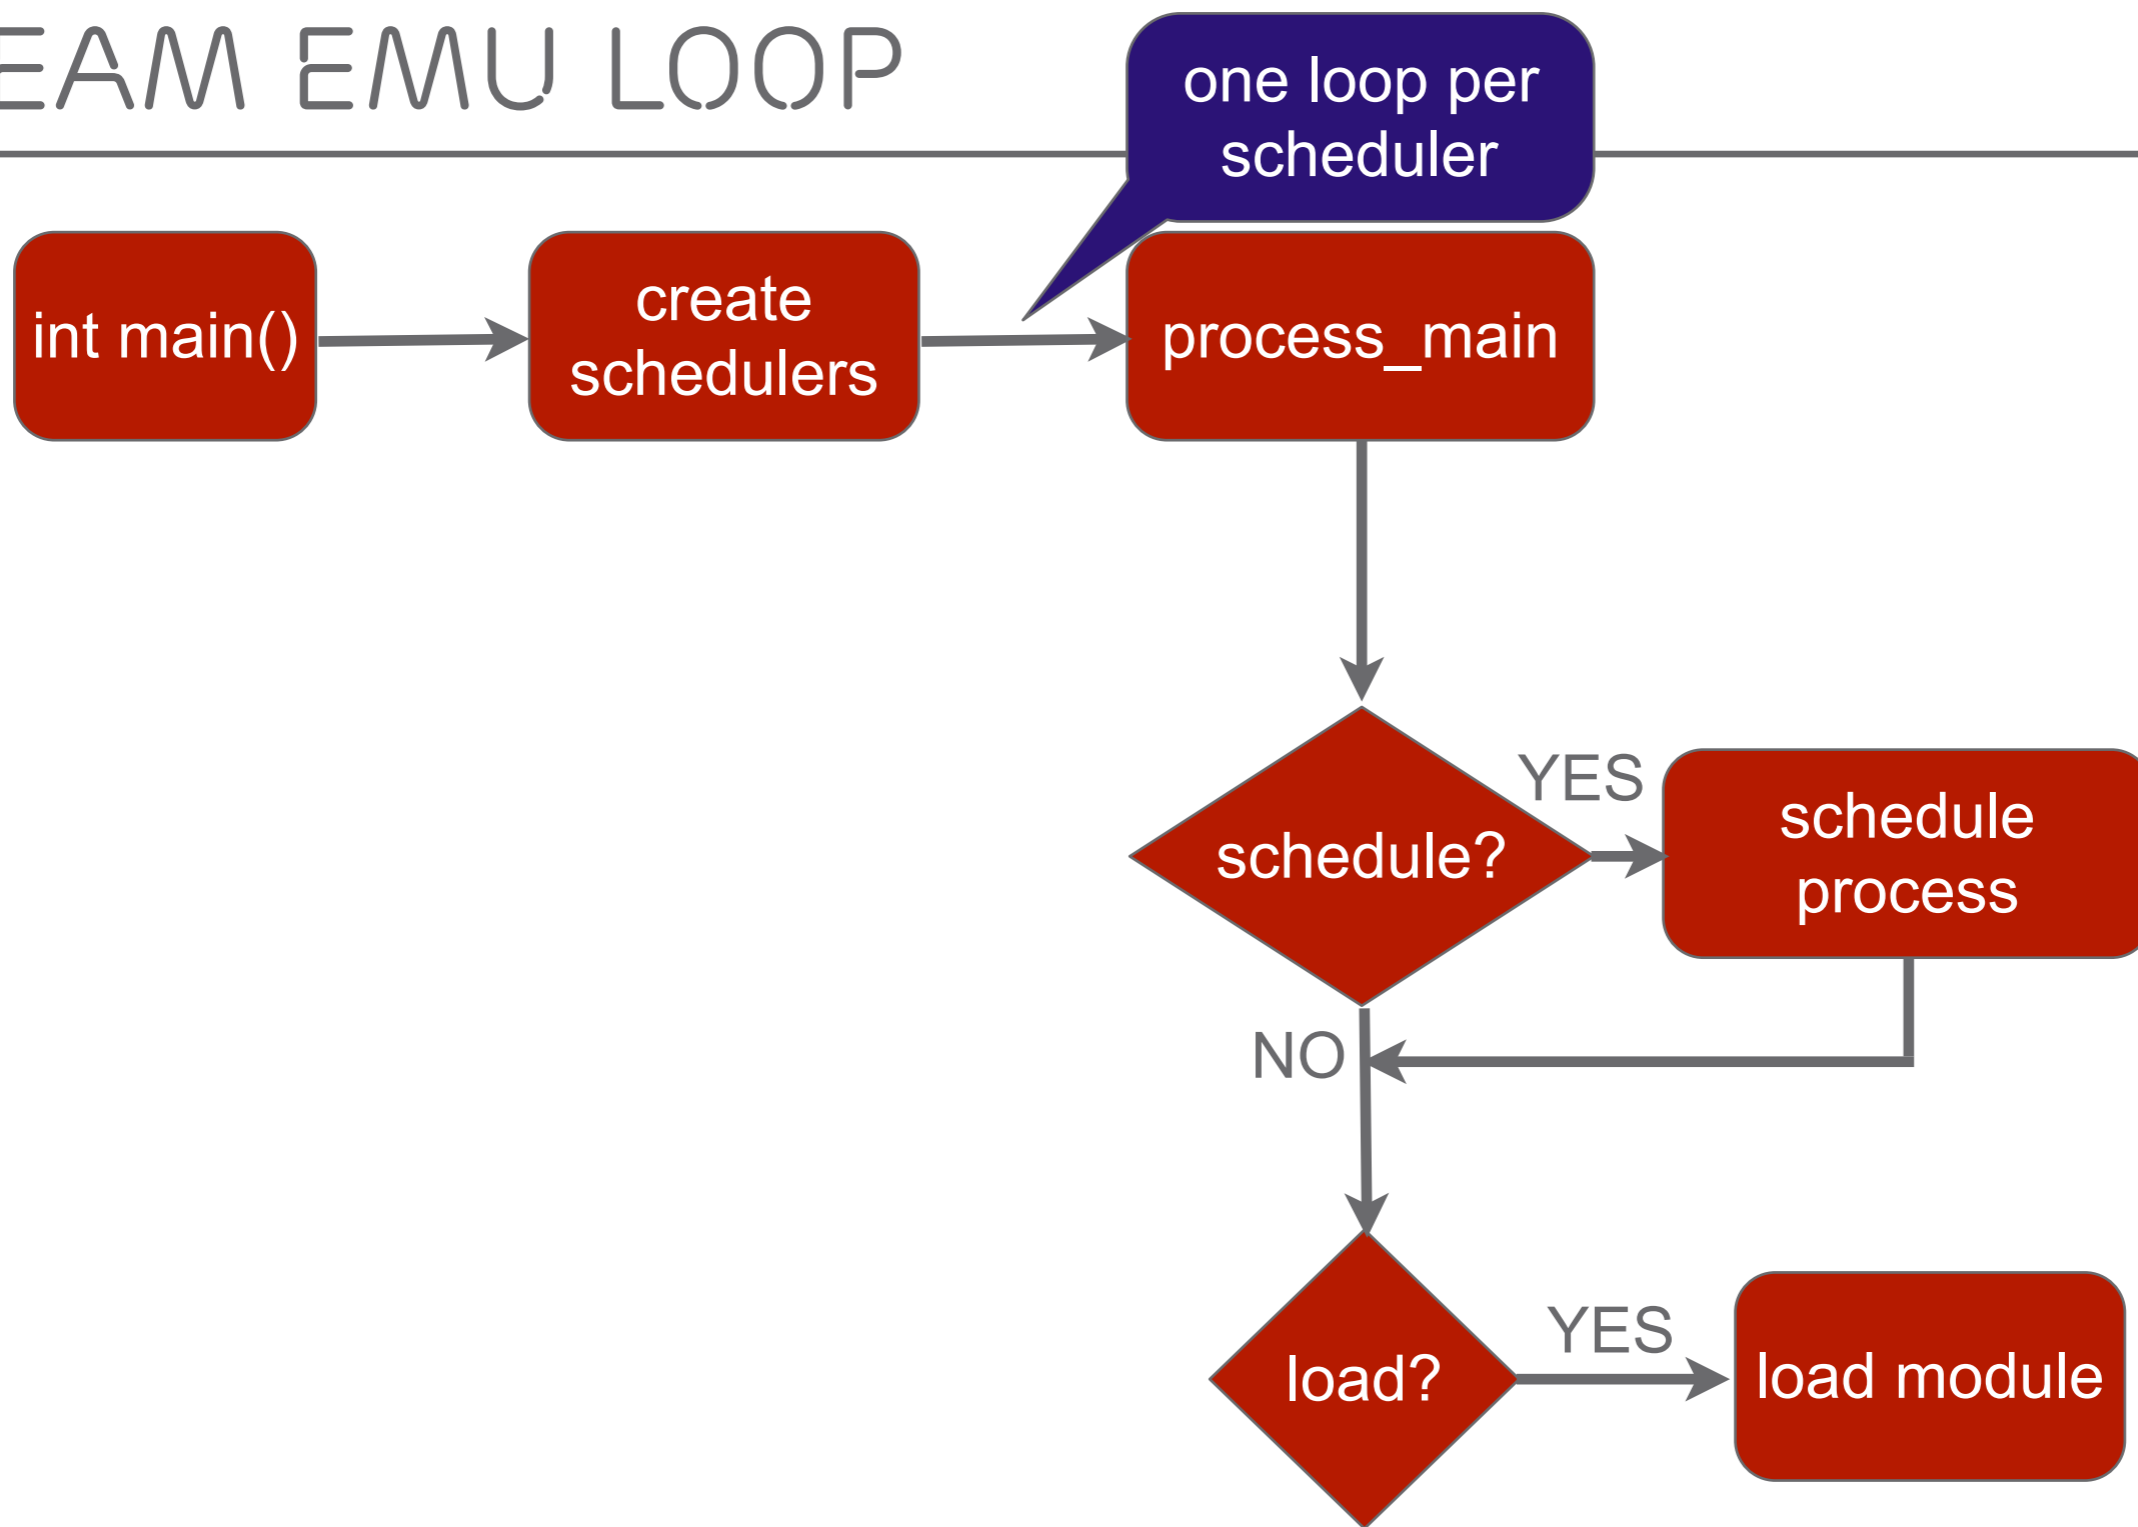 EAM EMU LOOP
one loop per
scheduler
int main()
create
schedulers
process_main
YES
schedule?
schedule
process
NO
YES
load?
load module